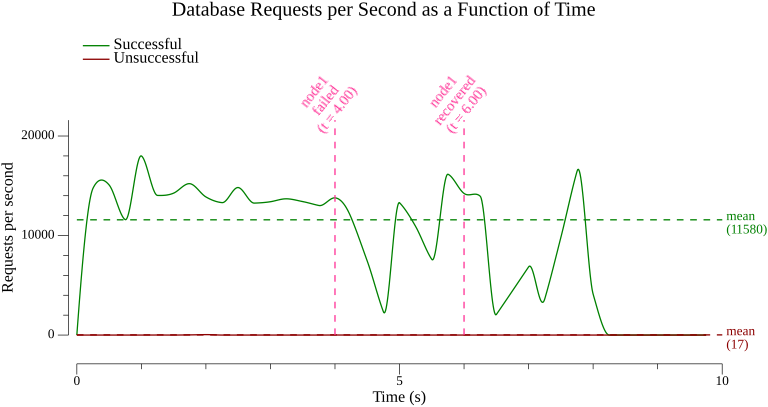 Database Requests per Second as a Function of Time
Successful
Unsuccessful
node1
failed
(t = 4.00)
node1
recovered
(t = 6.00)
Requests per second
20000
10000
0
mean
(11580)
mean
(17)
0
5
10
Time (s)